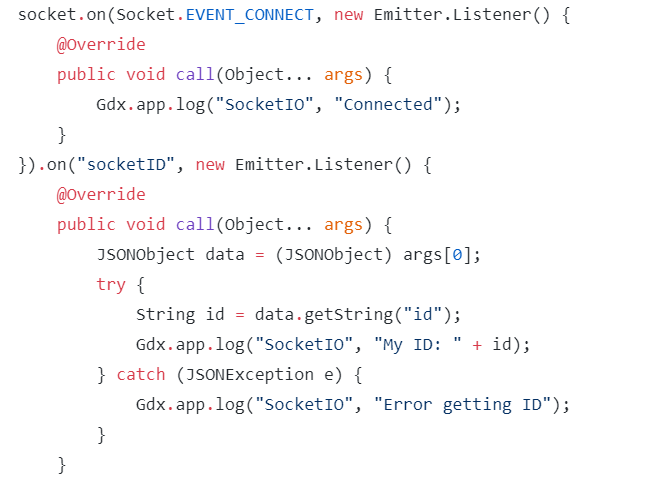 socket.on(Socket.EVENT_CONNECT, new Emitter.Listener() {
    @Override
    public void call(Object... args) {
        Gdx.app.log("SocketIO", "Connected");
    }
}).on("socketID", new Emitter.Listener() {
    @Override
    public void call(Object... args) {
        JSONObject data = (JSONObject) args[0];
        try {
            String id = data.getString("id");
            Gdx.app.log("SocketIO", "My ID: " + id);
        } catch (JSONException e) {
            Gdx.app.log("SocketIO", "Error getting ID");
        }
    }